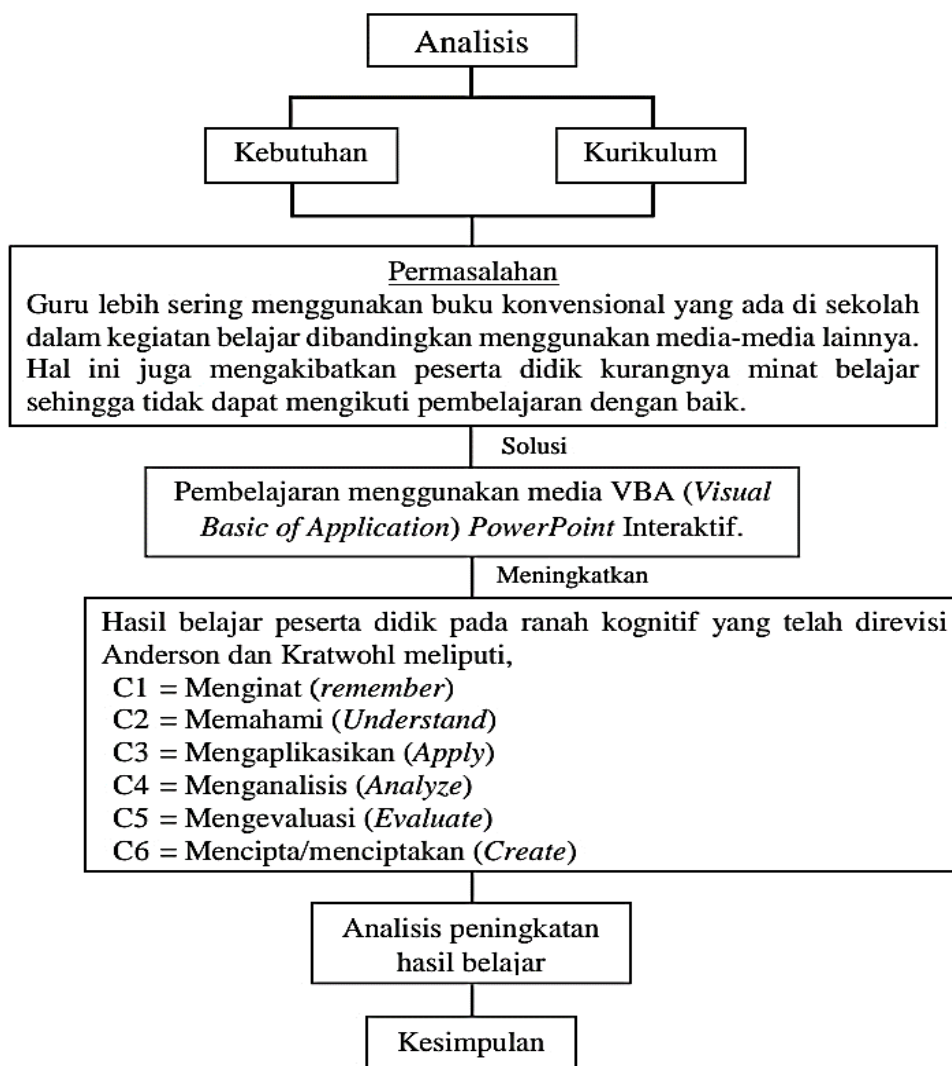 Analisis
Kebutuhan
Kurikulum
Permasalahan
Guru lebih sering menggunakan buku konvensional yang ada di sekolah
dalam kegiatan belajar dibandingkan menggunakan media-media lainnya.
Hal ini juga mengakibatkan peserta didik kurangnya minat belajar
sehingga tidak dapat mengikuti pembelajaran dengan baik.
Solusi
Pembelajaran menggunakan media VBA (Visual
Basic of Application) PowerPoint Interaktif.
Meningkatkan
Hasil belajar peserta didik pada ranah kognitif yang telah direvisi
Anderson dan Kratwohl meliputi,
C1 = Menginat (remember)
C2 = Memahami (Understand)
C3 = Mengaplikasikan (Apply)
C4 = Menganalisis (Analyze)
C5 = Mengevaluasi (Evaluate)
C6 = Mencipta/menciptakan (Create)
Analisis peningkatan
hasil belajar
Kesimpulan